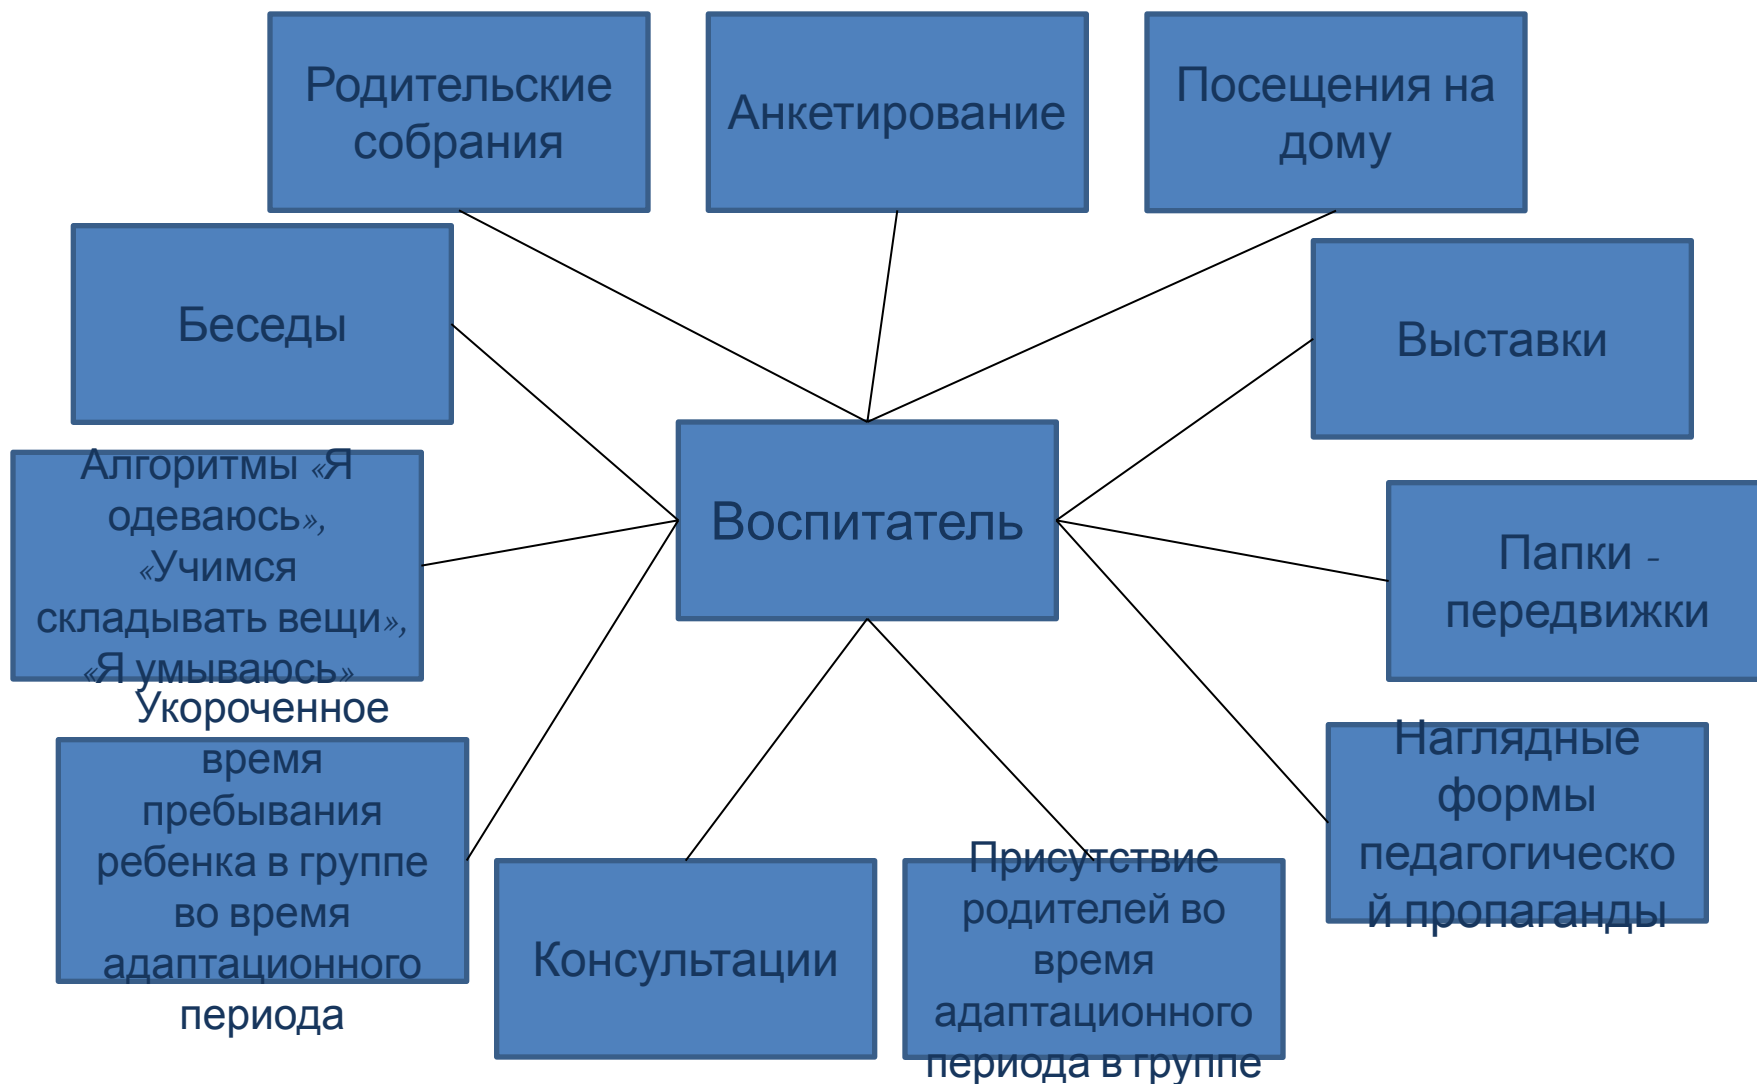 Родительские
собрания
Анкетирование
Посещения на
дому
Беседы
Выставки
Алгоритмы «Я
одеваюсь»,
«Учимся
складывать вещи»,
«Я умываюсь»
Воспитатель
Папки -
передвижки
Укороченное
время
пребывания
ребенка в группе
во время
адаптационного
периода
Консультации
Присутствие
родителей во
время
адаптационного
периода в группе
Наглядные
формы
педагогическо
й пропаганды